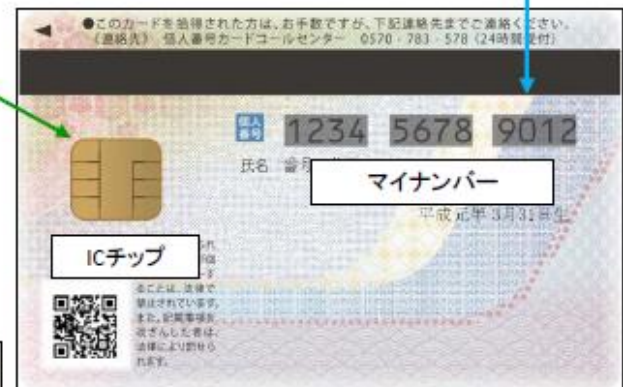 ●このカードを拾得された方は、お手数ですが、下記連絡先までご連絡ください。
(連絡先) 個人番号カードコールセンター 0570-783-578 (24時間受付)
個人番号 1234 5678 9012
氏名 番号
マイナンバー
平成元年3月31日生
ICチップ
ることは、法律で
禁止されています。
また、記載事項を
改ざんした者は、
法律により罰せら
れます。